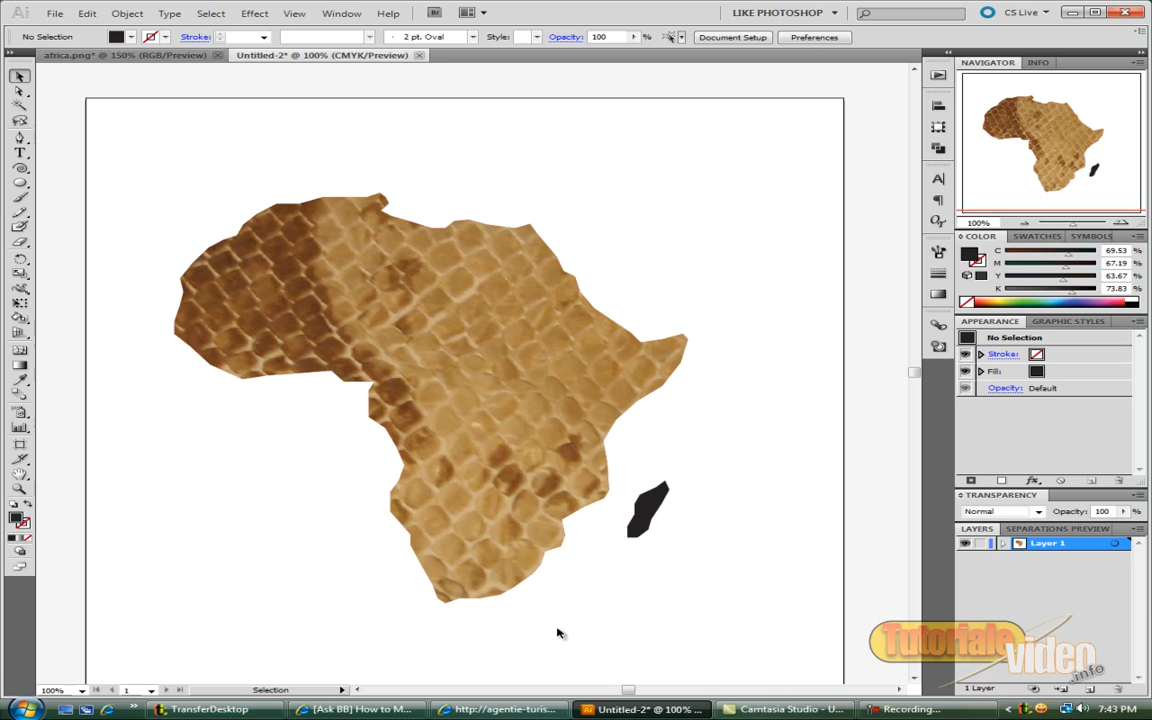 Ai File Edit Object Type Select Effect View Window Help Br LIKE PHOTOSHOP CS Live
No Selection Stroke: 2 pt. Oval Style: Opacity: 100 % Document Setup Preferences
africa.png* @ 150% (RGB/Preview) Untitled-2* @ 100% (CMYK/Preview)
NAVIGATOR INFO
100%
COLOR SWATCHES SYMBOLS
C 69.53 %
M 67.19 %
Y 63.67 %
K 73.83 %
APPEARANCE GRAPHIC STYLES
No Selection
Stroke:
Fill:
Opacity: Default
TRANSPARENCY
Normal Opacity: 100 %
LAYERS SEPARATIONS PREVIEW
Layer 1
Tutoriale
video
.info
1 Layer
100% 1 Selection
TransferDesktop [Ask BB] How to M... http://agentie-turis... Untitled-2* @ 100% ... Camtasia Studio - U... Recording... 7:43 PM